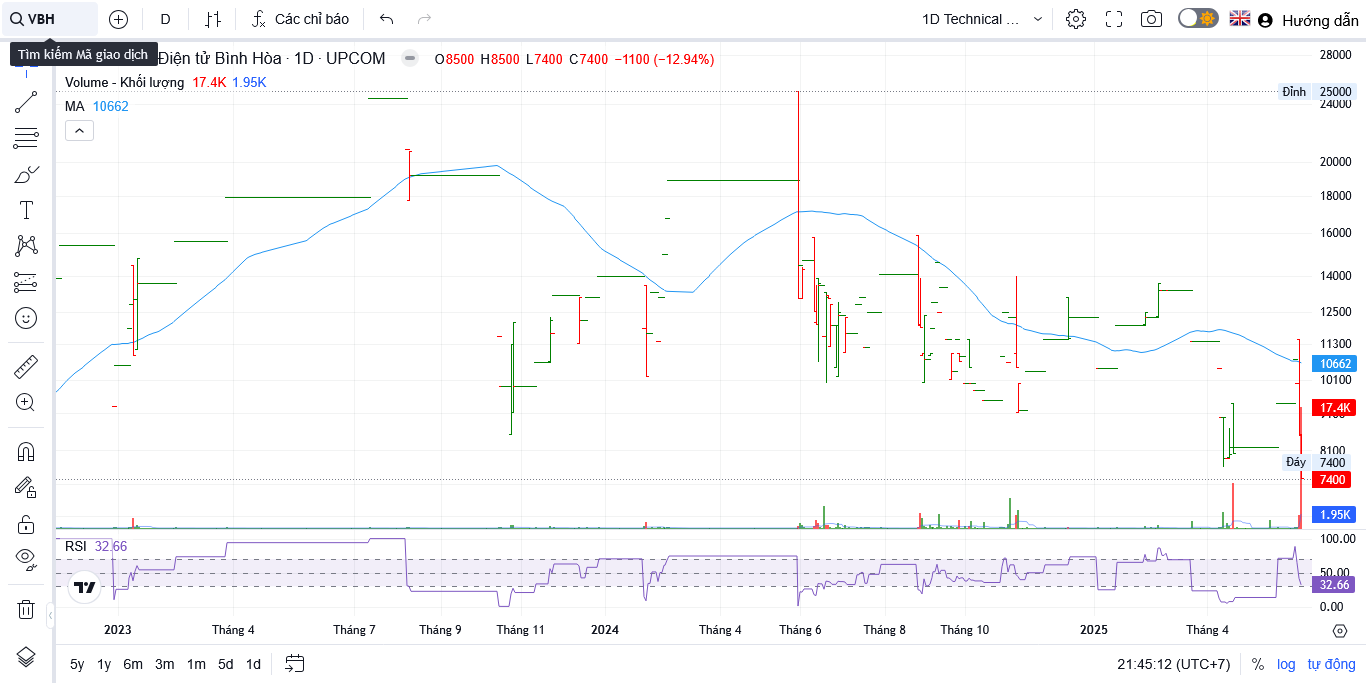 VBH
D
Các chỉ báo
1D Technical ...
Hướng dẫn
Tìm kiếm Mã giao dịch
Điện tử Bình Hòa · 1D · UPCOM
O8500 H8500 L7400 C7400 −1100 (−12.94%)
Volume - Khối lượng 17.4K 1.95K
MA 10662
28000
Đỉnh 25000
24000
20000
18000
16000
14000
12500
11300
10662
10100
17.4K
8100
Đáy 7400
7400
1.95K
RSI 32.66
100.00
50.00
32.66
0.00
2023 Tháng 4 Tháng 7 Tháng 9 Tháng 11 2024 Tháng 4 Tháng 6 Tháng 8 Tháng 10 2025 Tháng 4
5y 1y 6m 3m 1m 5d 1d
21:45:12 (UTC+7) % log tự động